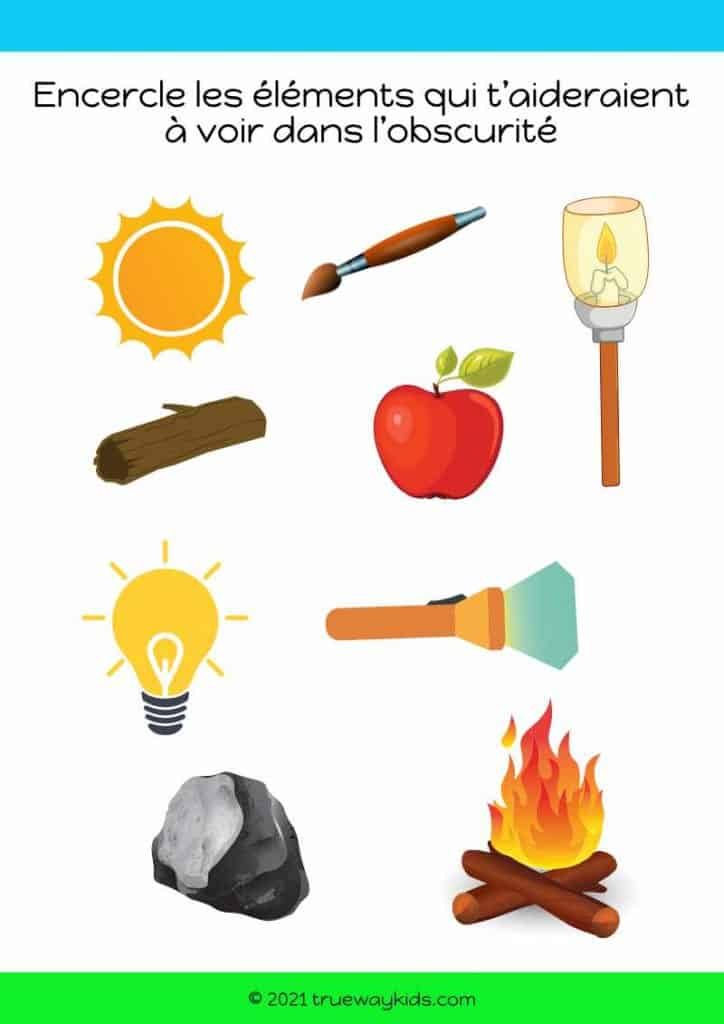 Encercle les éléments qui t'aideraient
à voir dans l'obscurité
© 2021 truewaykids.com